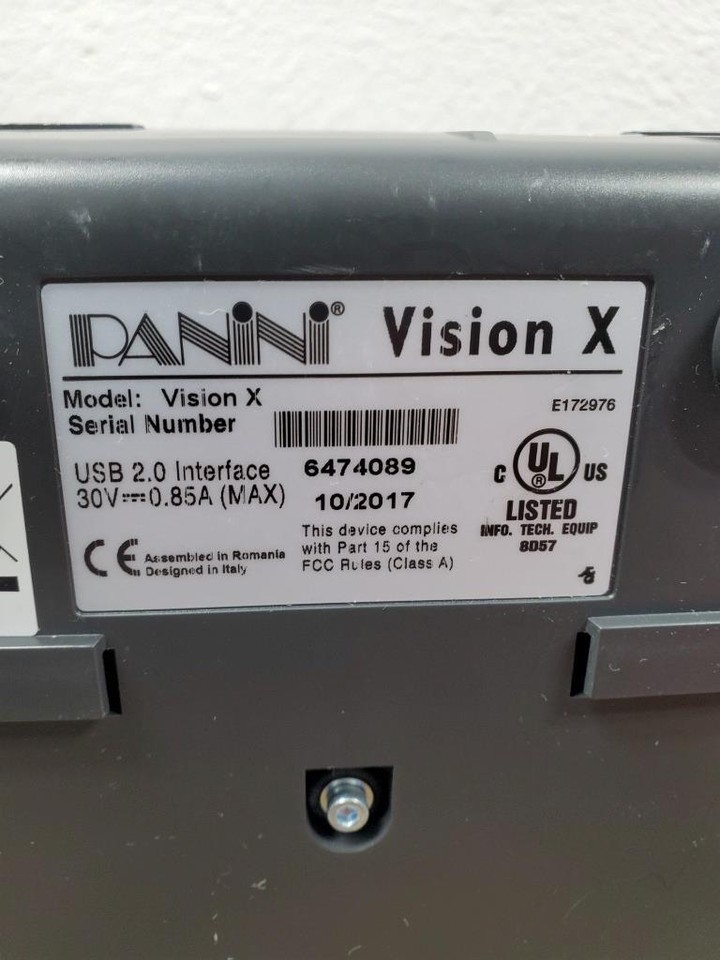 PANINI® Vision X
Model: Vision X
E172976
Serial Number
USB 2.0 Interface 6474089
30V⎓0.85A (MAX) 10/2017
C UL® US
LISTED
INFO. TECH. EQUIP
8D57
CE Assembled in Romania
Designed in Italy
This device complies
with Part 15 of the
FCC Rules (Class A)